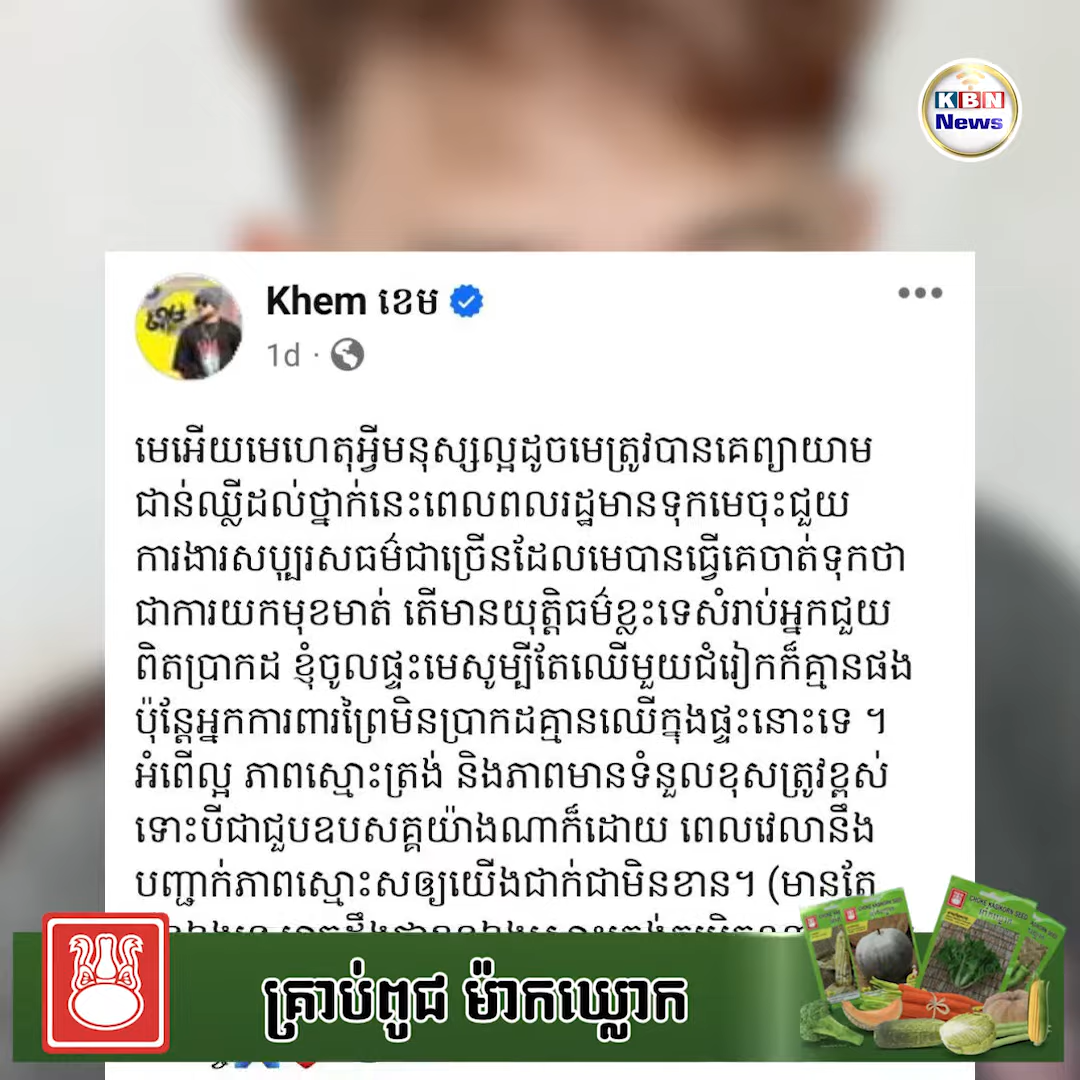 KBN
News
Khem ខេម
1d ·
មេអើយមេហេតុអ្វីមនុស្សល្អដូចមេត្រូវបានគេព្យាយាម
ជាន់ឈ្លីដល់ថ្នាក់នេះពេលពលរដ្ឋមានទុកមេចុះជួយ
ការងារសប្បុរសធម៌ជាច្រើនដែលមេបានធ្វើគេចាត់ទុកថា
ជាការយកមុខមាត់ តើមានយុត្តិធម៌ខ្លះទេសំរាប់អ្នកជួយ
ពិតប្រាកដ ខ្ញុំចូលផ្ទះមេសូម្បីតែឈើមួយជំរៀកក៏គ្មានផង
ប៉ុន្តែអ្នកការពារព្រៃមិនប្រាកដគ្មានឈើក្នុងផ្ទះនោះទេ ។
អំពើល្អ ភាពស្មោះត្រង់ និងភាពមានទំនួលខុសត្រូវខ្ពស់
ទោះបីជាជួបឧបសគ្គយ៉ាងណាក៏ដោយ ពេលវេលានឹង
បញ្ជាក់ភាពស្មោះសឲ្យយើងជាក់ជាមិនខាន។ (មានតែ
CHOKE KASIKORN SEED
គ្រាប់ពូជ ម៉ាកឃ្លោក